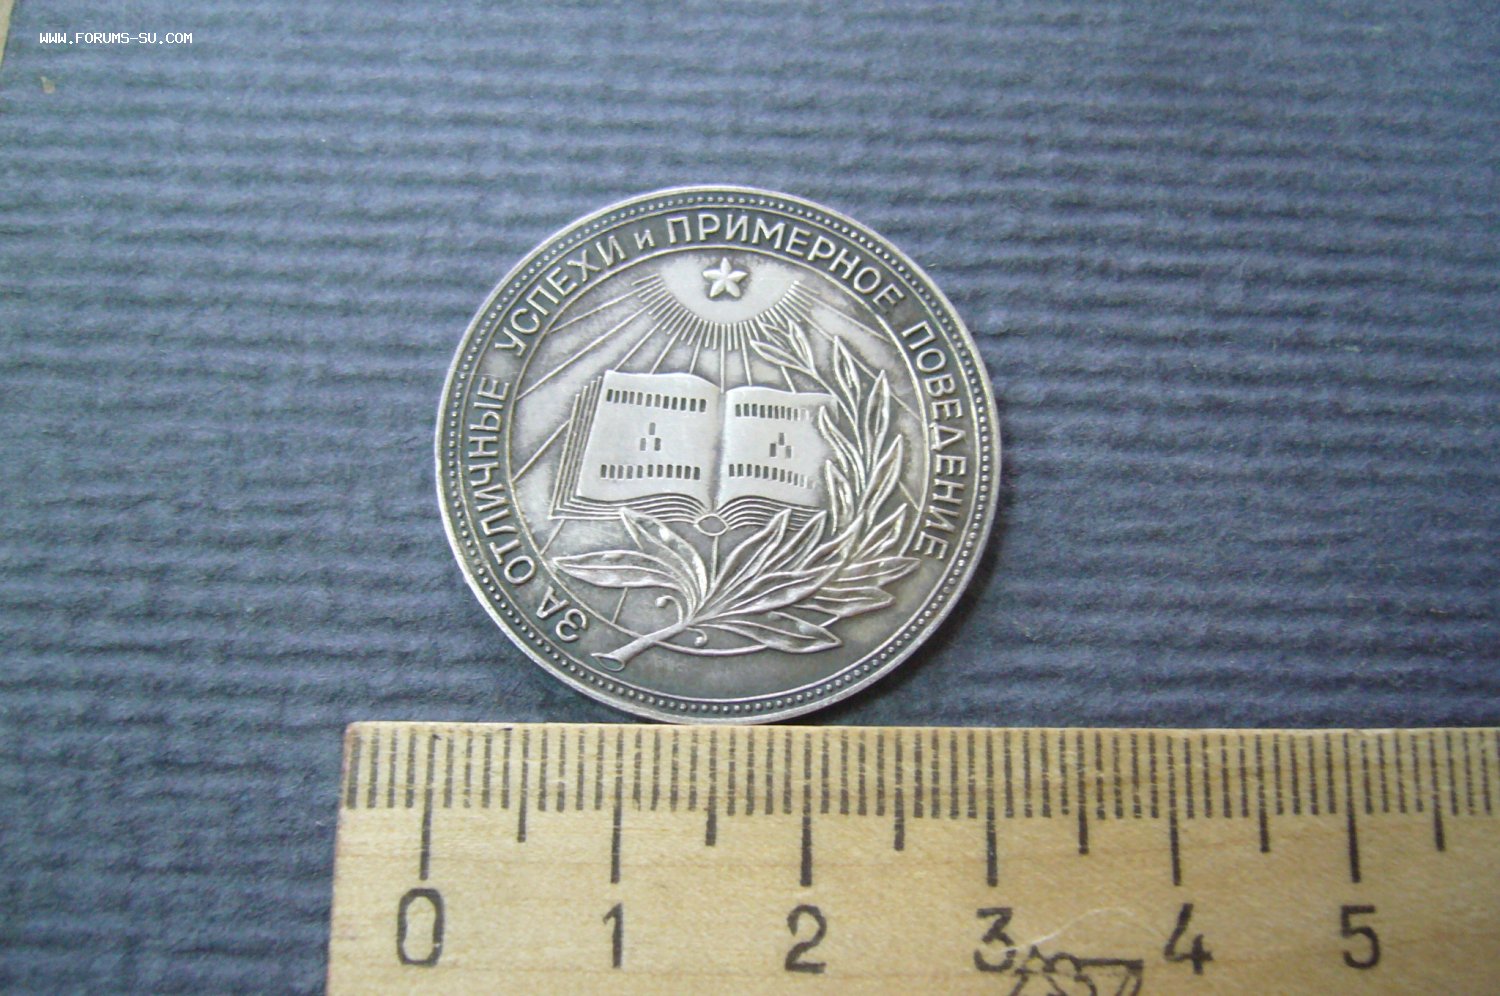 WWW.FORUMS-SU.COM
ЗА ОТЛИЧНЫЕ УСПЕХИ и ПРИМЕРНОЕ ПОВЕДЕНИЕ
0 1 2 3 4 5